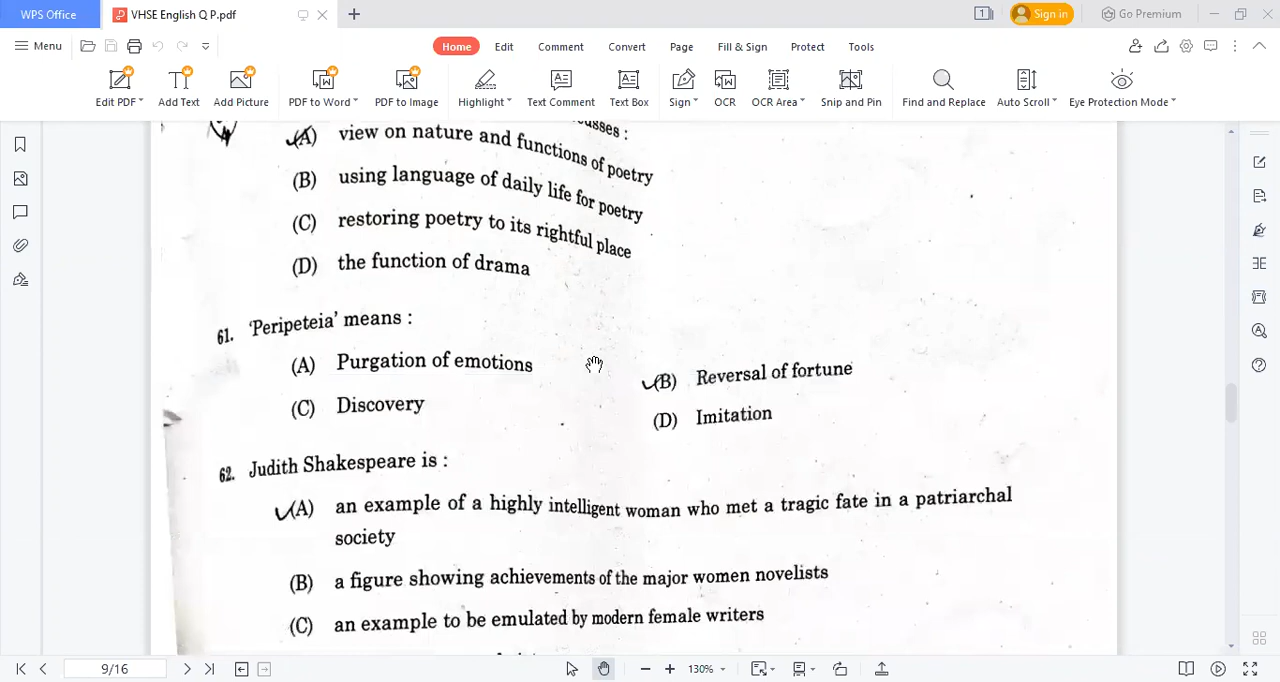 WPS Office
VHSE English Q P.pdf
1
Sign in
Go Premium
Menu
Home Edit Comment Convert Page Fill & Sign Protect Tools
Edit PDF Add Text Add Picture PDF to Word PDF to Image Highlight Text Comment Text Box Sign OCR OCR Area Snip and Pin Find and Replace Auto Scroll Eye Protection Mode
(A) view on nature and functions of poetry
(B) using language of daily life for poetry
(C) restoring poetry to its rightful place
(D) the function of drama
61. 'Peripeteia' means :
(A) Purgation of emotions (B) Reversal of fortune
(C) Discovery (D) Imitation
62. Judith Shakespeare is :
(A) an example of a highly intelligent woman who met a tragic fate in a patriarchal
society
(B) a figure showing achievements of the major women novelists
(C) an example to be emulated by modern female writers
9/16
130%